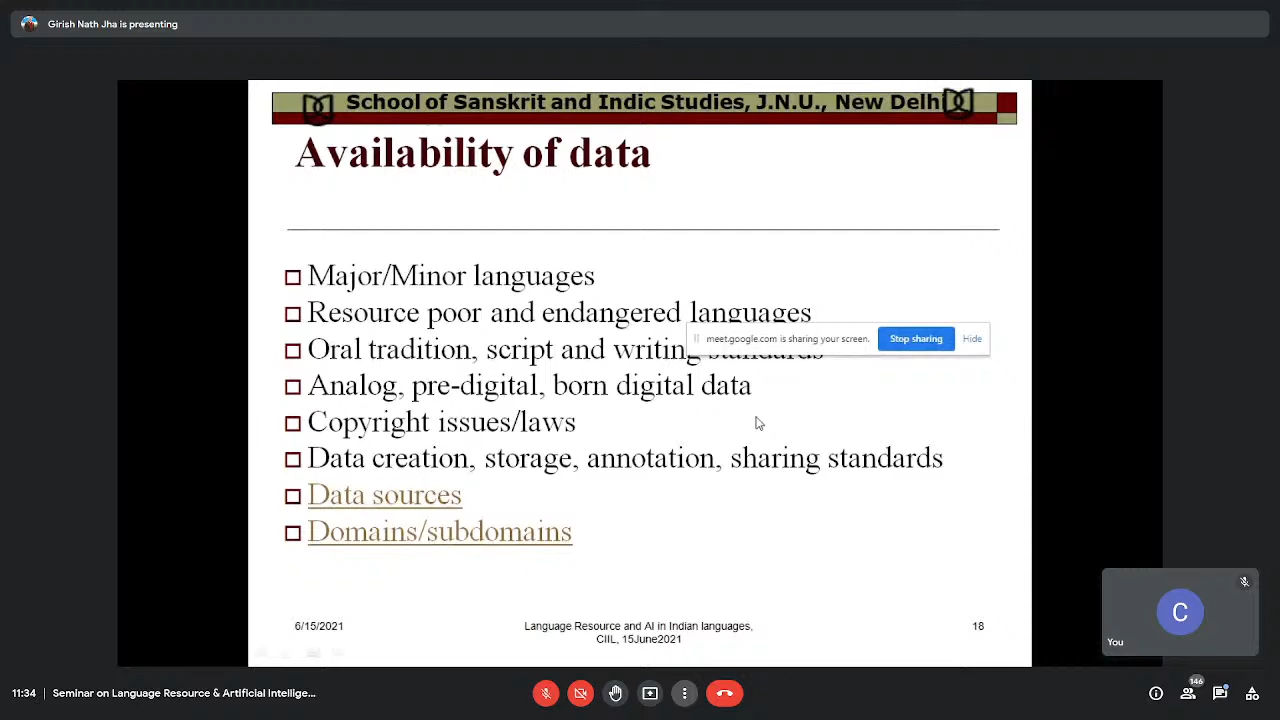 Girish Nath Jha is presenting
School of Sanskrit and Indic Studies, J.N.U., New Delhi
Availability of data
Major/Minor languages
Resource poor and endangered languages
meet.google.com is sharing your screen. Stop sharing Hide
Oral tradition, script and writing standards
Analog, pre-digital, born digital data
Copyright issues/laws
Data creation, storage, annotation, sharing standards
Data sources
Domains/subdomains
6/15/2021
Language Resource and AI in Indian languages,
CIIL, 15June2021
18
C
You
11:34 | Seminar on Language Resource & Artificial Intellige...
146